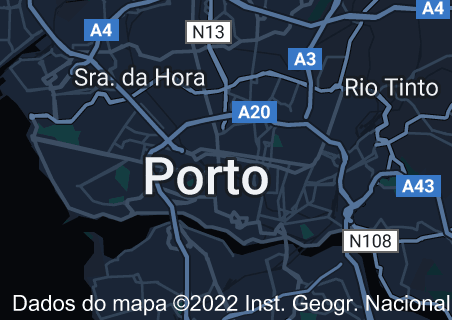 A4
A4
N13
A3
Sra. da Hora
Rio Tinto
A20
Porto
A43
N108
Dados do mapa ©2022 Inst. Geogr. Nacional